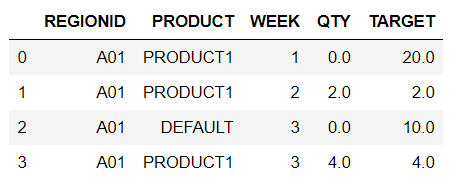 REGIONID PRODUCT WEEK QTY TARGET
0 A01 PRODUCT1 1 0.0 20.0
1 A01 PRODUCT1 2 2.0 2.0
2 A01 DEFAULT 3 0.0 10.0
3 A01 PRODUCT1 3 4.0 4.0